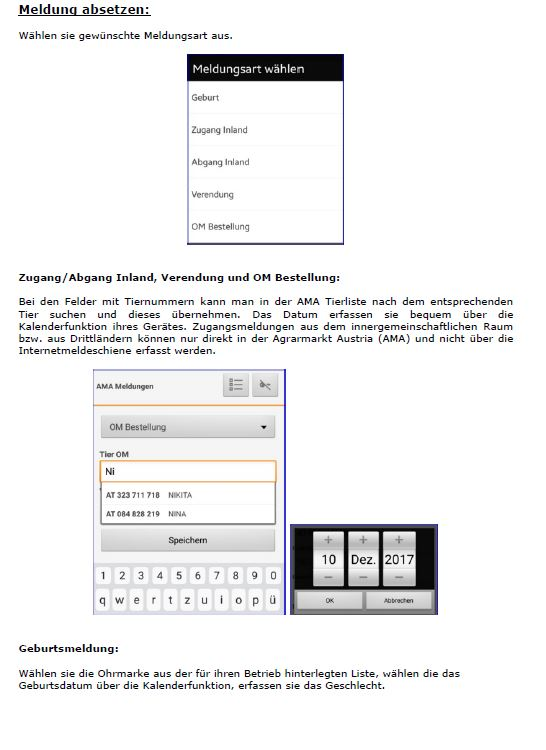 Meldung absetzen:
Wählen sie gewünschte Meldungsart aus.
Meldungsart wählen
Geburt
Zugang Inland
Abgang Inland
Verendung
OM Bestellung
Zugang/Abgang Inland, Verendung und OM Bestellung:
Bei den Felder mit Tiernummern kann man in der AMA Tierliste nach dem entsprechenden
Tier suchen und dieses übernehmen. Das Datum erfassen sie bequem über die
Kalenderfunktion ihres Gerätes. Zugangsmeldungen aus dem innergemeinschaftlichen Raum
bzw. aus Drittländern können nur direkt in der Agrarmarkt Austria (AMA) und nicht über die
Internetmeldeschiene erfasst werden.
AMA Meldungen
OM Bestellung
Tier OM
Ni
AT 323 711 718 NIKITA
AT 084 828 219 NINA
Speichern
1 2 3 4 5 6 7 8 9 0
q w e r t z u i o p ü
+ + +
10 Dez. 2017
− − −
OK Abbrechen
Geburtsmeldung:
Wählen sie die Ohrmarke aus der für ihren Betrieb hinterlegten Liste, wählen die das
Geburtsdatum über die Kalenderfunktion, erfassen sie das Geschlecht.